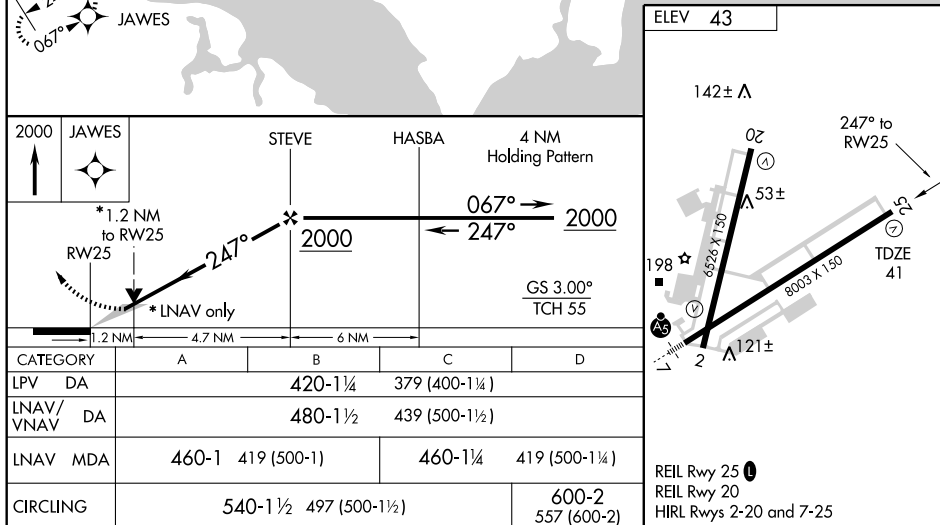 067°
JAWES
2000
JAWES
STEVE
HASBA
4 NM
Holding Pattern
*1.2 NM
to RW25
RW25
247°
2000
067°
247°
2000
*LNAV only
GS 3.00°
TCH 55
1.2 NM
4.7 NM
6 NM
CATEGORY A B C D
LPV DA 420-1¼ 379 (400-1¼)
LNAV/
VNAV DA 480-1½ 439 (500-1½)
LNAV MDA 460-1 419 (500-1) 460-1¼ 419 (500-1¼)
CIRCLING 540-1½ 497 (500-1½) 600-2
557 (600-2)
ELEV 43
142±
247° to
RW25
20
53±
25
V
V
TDZE
41
6526 X 150
8003 X 150
198
V
A5
121±
2
7
REIL Rwy 25 L
REIL Rwy 20
HIRL Rwys 2-20 and 7-25